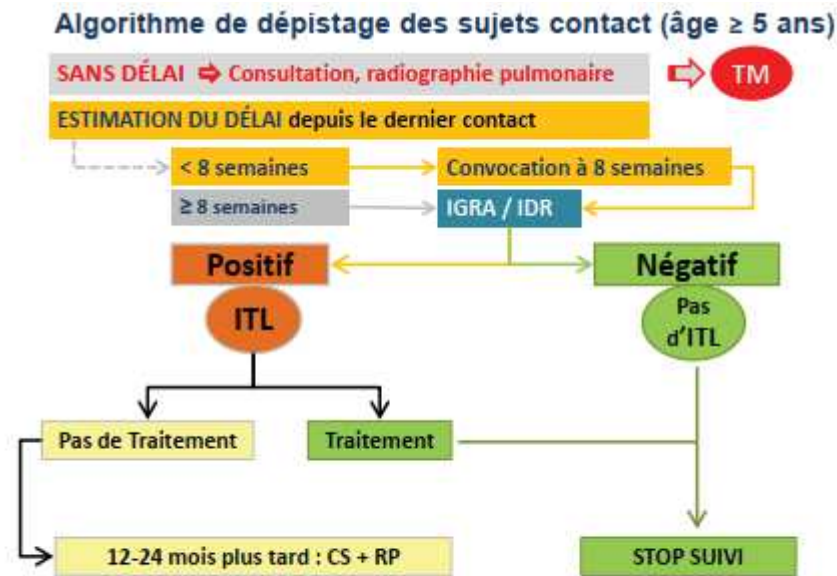 Algorithme de dépistage des sujets contact (âge ≥ 5 ans)
SANS DÉLAI ➔ Consultation, radiographie pulmonaire
TM
ESTIMATION DU DÉLAI depuis le dernier contact
< 8 semaines
Convocation à 8 semaines
≥ 8 semaines
IGRA / IDR
Positif
Négatif
ITL
Pas
d'ITL
Pas de Traitement
Traitement
12-24 mois plus tard : CS + RP
STOP SUIVI